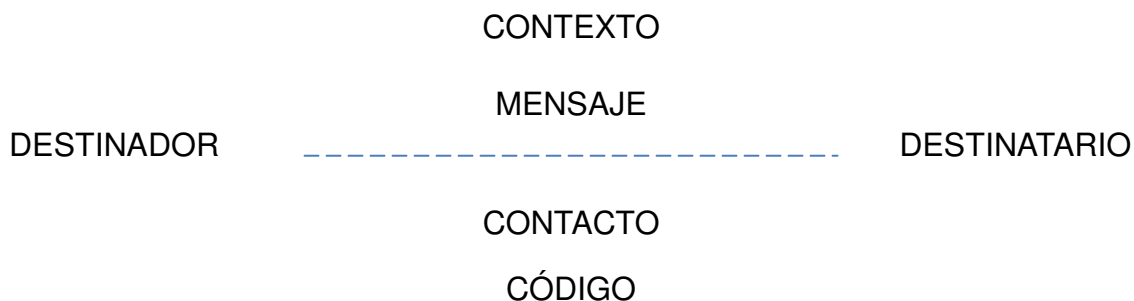 CONTEXTO
MENSAJE
DESTINADOR
DESTINATARIO
CONTACTO
CÓDIGO